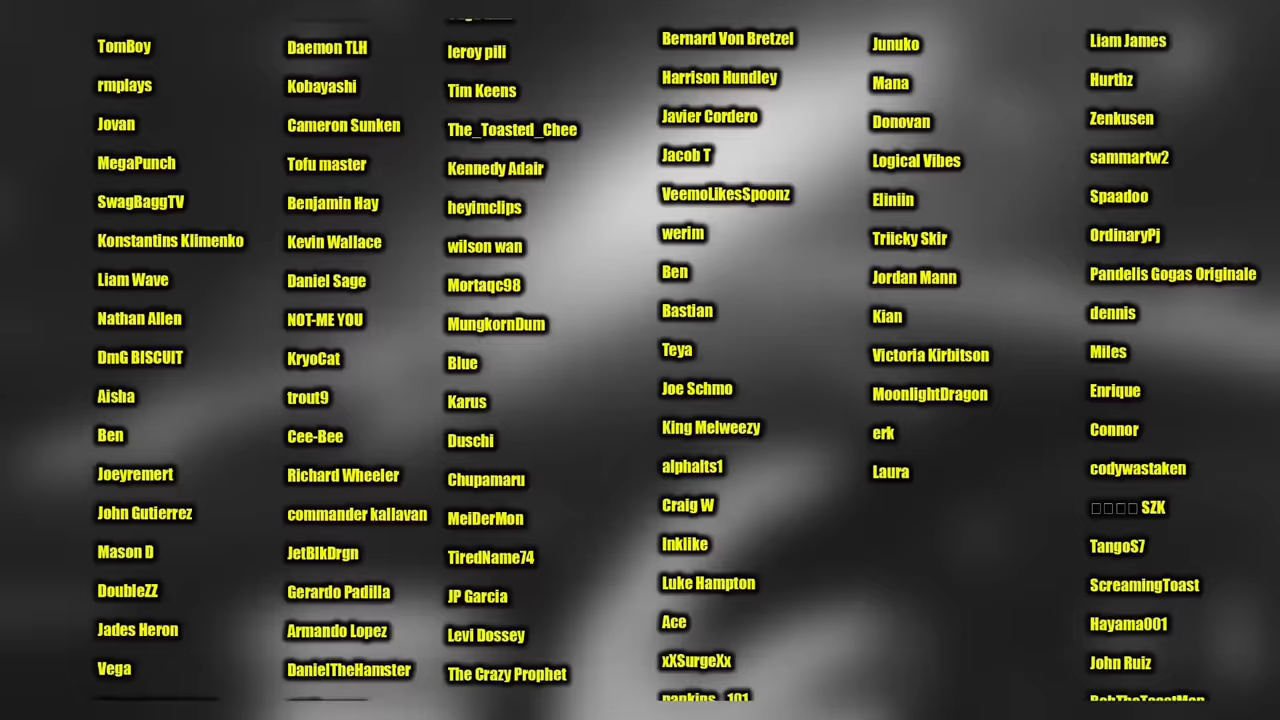 TomBoy
rmplays
Jovan
MegaPunch
SwagBaggTV
Konstantins Klimenko
Liam Wave
Nathan Allen
DmG BISCUIT
Aisha
Ben
Joeyremert
John Gutierrez
Mason D
DoubleZZ
Jades Heron
Vega
Daemon TLH
Kobayashi
Cameron Sunken
Tofu master
Benjamin Hay
Kevin Wallace
Daniel Sage
NOT-ME YOU
KryoCat
trout9
Cee-Bee
Richard Wheeler
commander kallavan
JetBlkDrgn
Gerardo Padilla
Armando Lopez
DanielTheHamster
leroy pili
Tim Keens
The_Toasted_Chee
Kennedy Adair
heyimclips
wilson wan
Mortaqc98
MungkornDum
Blue
Karus
Duschi
Chupamaru
MeiDerMon
TiredName74
JP Garcia
Levi Dossey
The Crazy Prophet
Bernard Von Bretzel
Harrison Hundley
Javier Cordero
Jacob T
VeemoLikesSpoonz
werim
Ben
Bastian
Teya
Joe Schmo
King Melweezy
alphalts1
Craig W
Inklike
Luke Hampton
Ace
xXSurgeXx
Junuko
Mana
Donovan
Logical Vibes
Eliniin
Triicky Skir
Jordan Mann
Kian
Victoria Kirbitson
MoonlightDragon
erk
Laura
Liam James
Hurthz
Zenkusen
sammartw2
Spaadoo
OrdinaryPj
Pandelis Gogas Originale
dennis
Miles
Enrique
Connor
codywastaken
SZK
TangoS7
ScreamingToast
Hayama001
John Ruiz